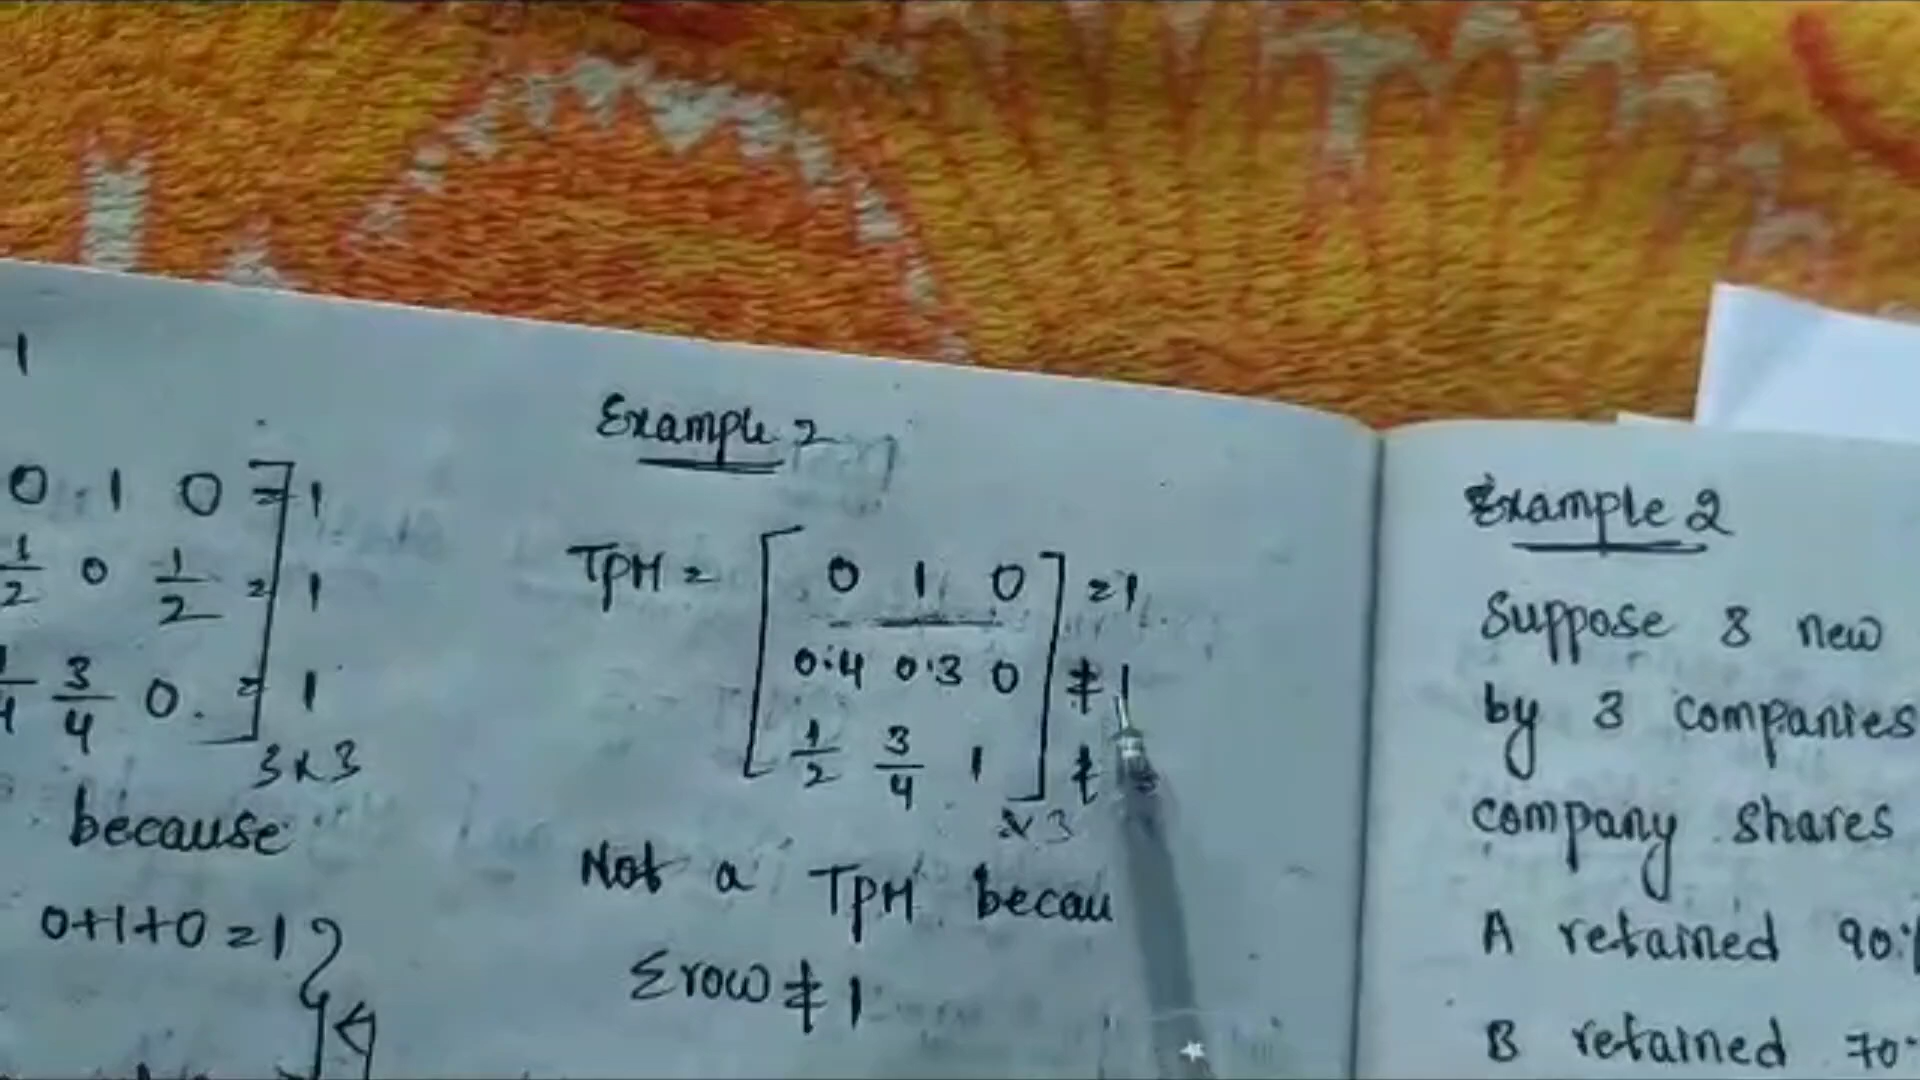 1
0 1 0 ] = 1
1/2 0 1/2 ] = 1
3/4 0 ] = 1
3x3
because
0+1+0=1
Example 2
TPM = [ 0 1 0 ] =1
0.4 0.3 0 ≠ 1
1/2 3/4 1 ≠
x3
Not a TPM becau
Σrow ≠ 1
Example 2
Suppose 3 new
by 3 companies
company shares
A retained 90
B retained 70